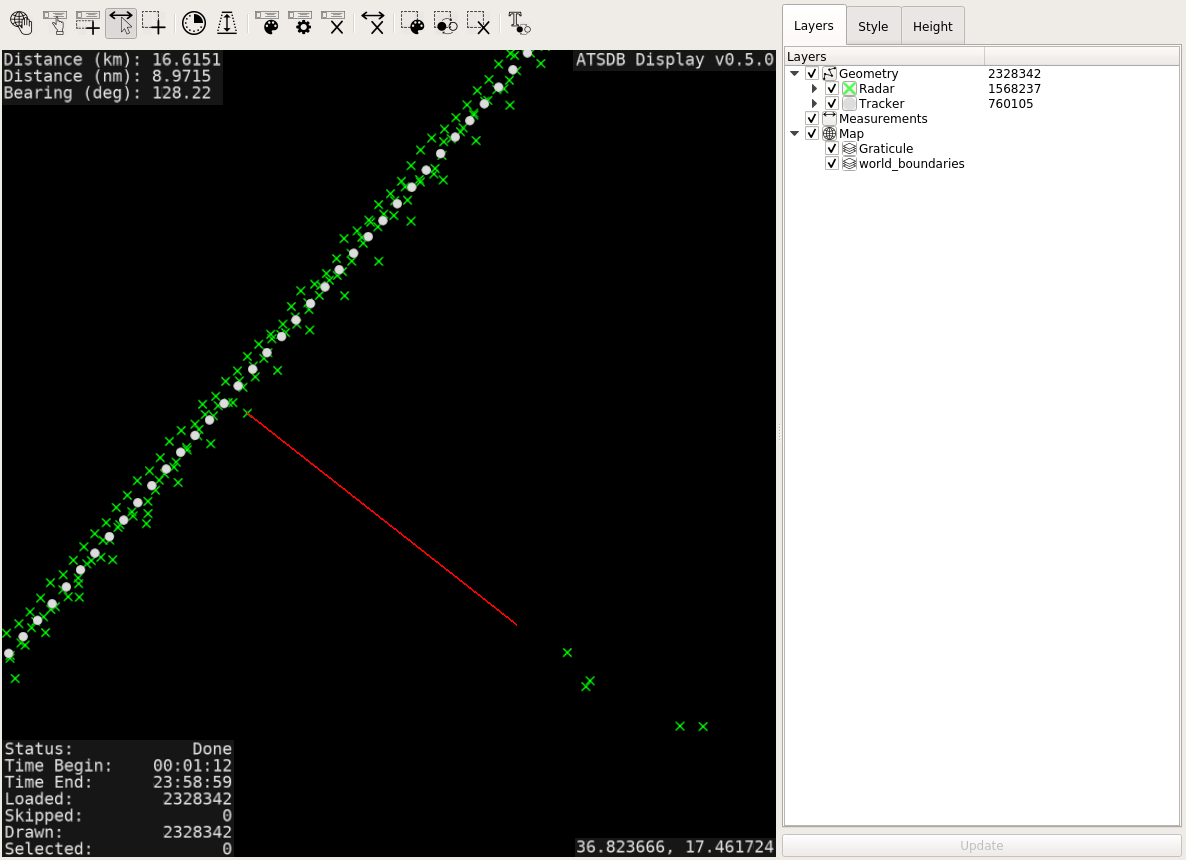 Distance (km): 16.6151
Distance (nm): 8.9715
Bearing (deg): 128.22
ATSDB Display v0.5.0
Status: Done
Time Begin: 00:01:12
Time End: 23:58:59
Loaded: 2328342
Skipped: 0
Drawn: 2328342
Selected: 0
36.823666, 17.461724
Layers Style Height
Layers
Geometry 2328342
Radar 1568237
Tracker 760105
Measurements
Map
Graticule
world_boundaries
Update